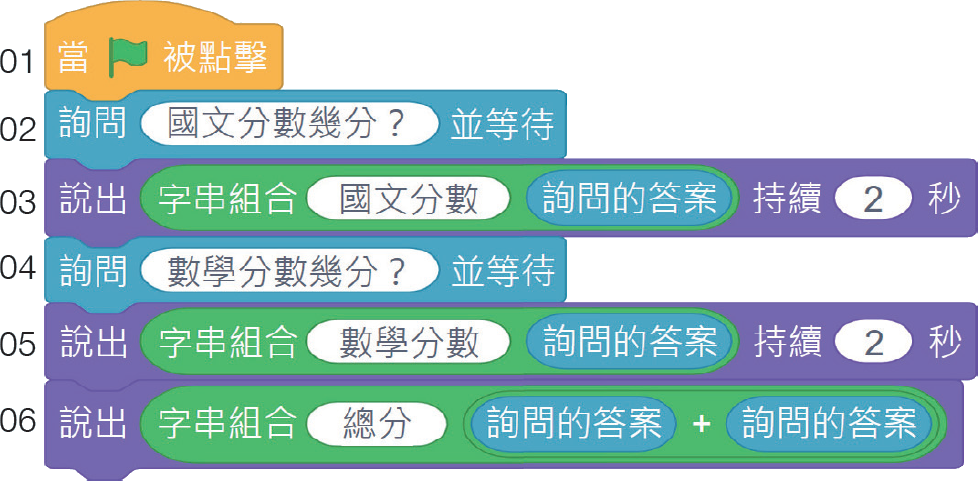 01 當 被點擊
02 詢問 國文分數幾分？ 並等待
03 說出 字串組合 國文分數 詢問的答案 持續 2 秒
04 詢問 數學分數幾分？ 並等待
05 說出 字串組合 數學分數 詢問的答案 持續 2 秒
06 說出 字串組合 總分 詢問的答案 + 詢問的答案